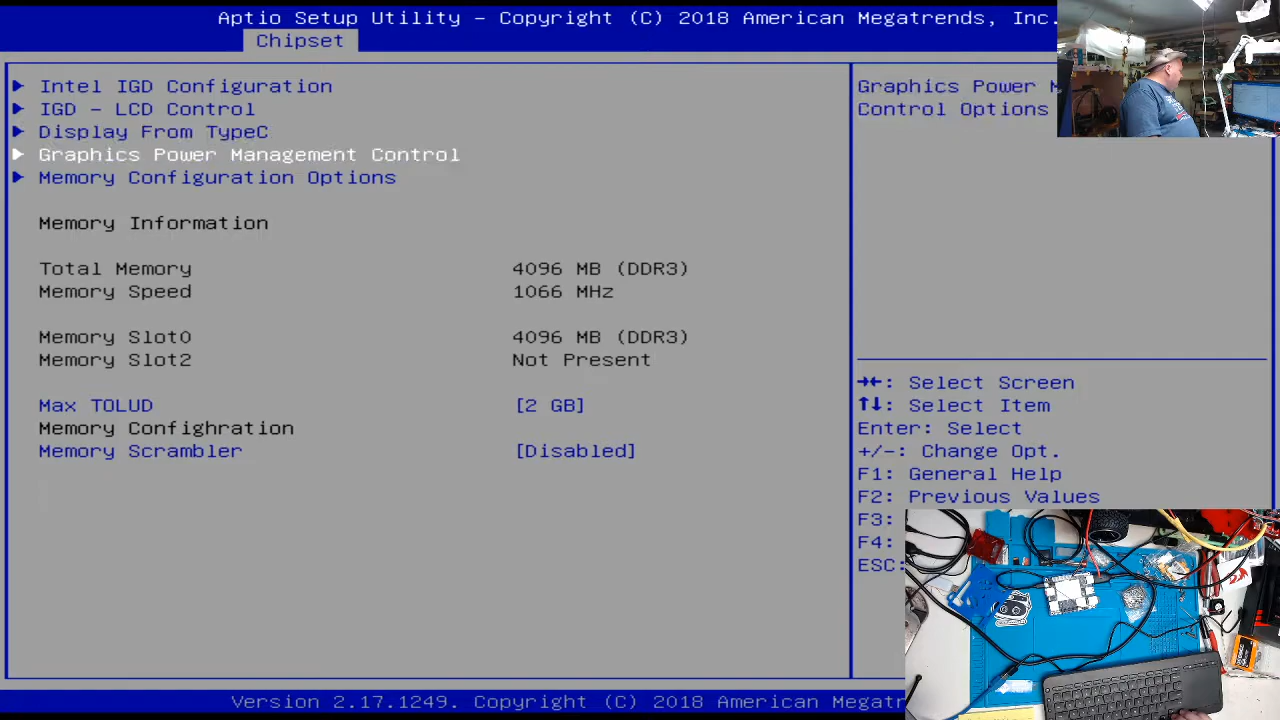 Aptio Setup Utility – Copyright (C) 2018 American Megatrends, Inc.
Chipset
Intel IGD Configuration
IGD – LCD Control
Display From TypeC
Graphics Power Management Control
Memory Configuration Options
Memory Information
Total Memory 4096 MB (DDR3)
Memory Speed 1066 MHz
Memory Slot0 4096 MB (DDR3)
Memory Slot2 Not Present
Max TOLUD [2 GB]
Memory Confighration
Memory Scrambler [Disabled]
Graphics Power M
Control Options
→←: Select Screen
↑↓: Select Item
Enter: Select
+/-: Change Opt.
F1: General Help
F2: Previous Values
F3:
F4:
ESC:
Version 2.17.1249. Copyright (C) 2018 American Megatr